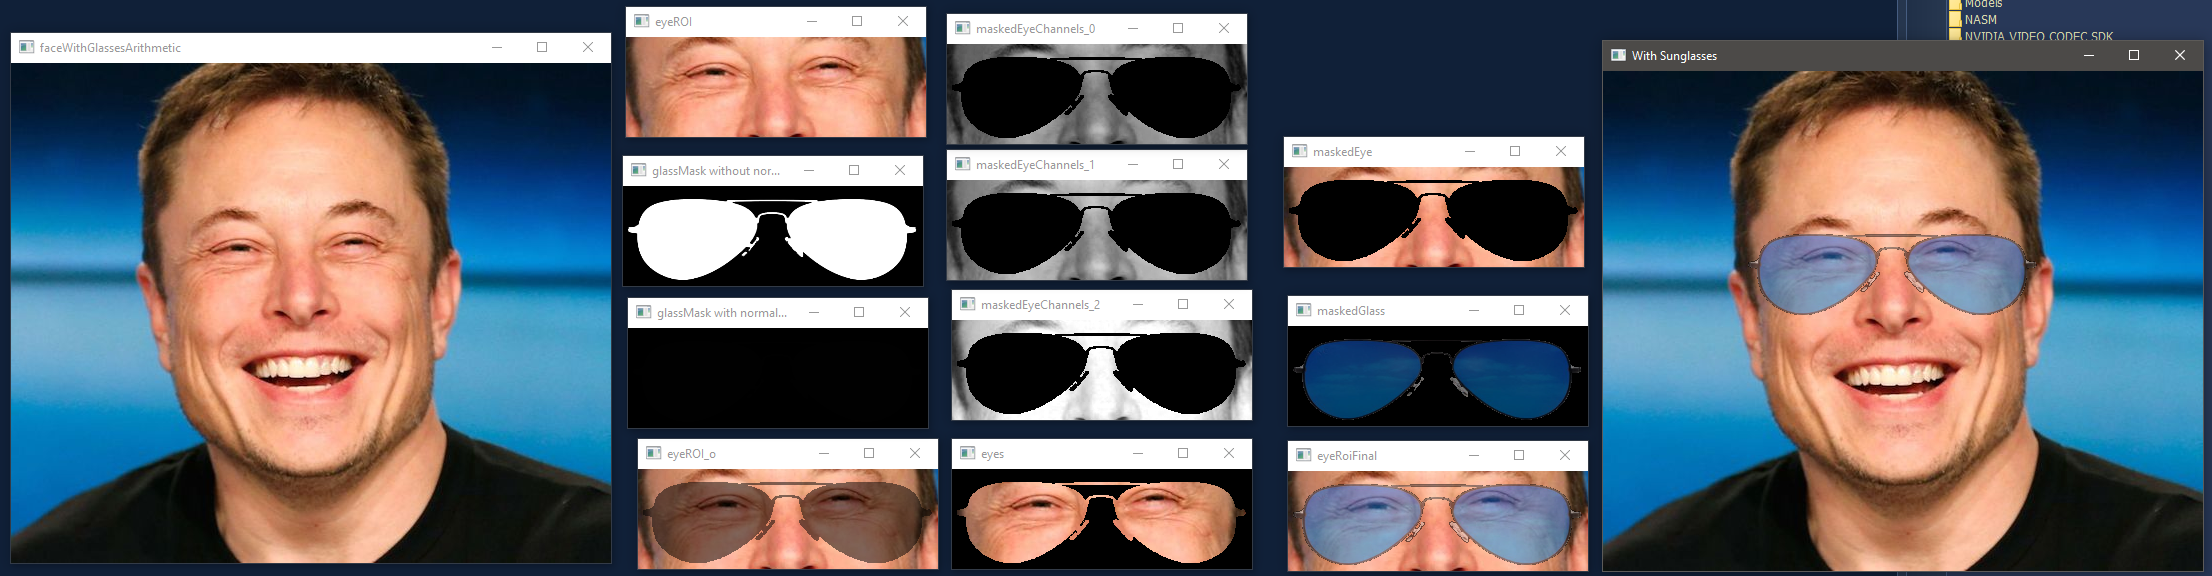 faceWithGlassesArithmetic
eyeROI
glassMask without nor...
glassMask with normal...
eyeROI_o
maskedEyeChannels_0
maskedEyeChannels_1
maskedEyeChannels_2
eyes
maskedEye
maskedGlass
eyeRoiFinal
Models
NASM
NVIDIA VIDEO CODEC SDK
With Sunglasses